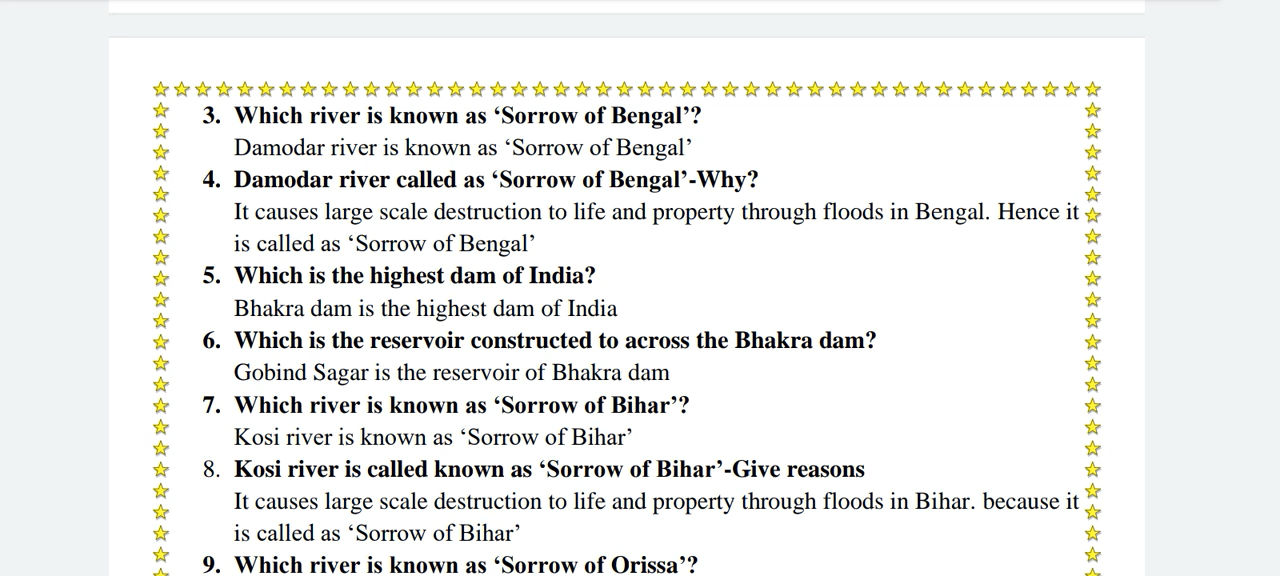 3. Which river is known as ‘Sorrow of Bengal’?
Damodar river is known as ‘Sorrow of Bengal’
4. Damodar river called as ‘Sorrow of Bengal’-Why?
It causes large scale destruction to life and property through floods in Bengal. Hence it
is called as ‘Sorrow of Bengal’
5. Which is the highest dam of India?
Bhakra dam is the highest dam of India
6. Which is the reservoir constructed to across the Bhakra dam?
Gobind Sagar is the reservoir of Bhakra dam
7. Which river is known as ‘Sorrow of Bihar’?
Kosi river is known as ‘Sorrow of Bihar’
8. Kosi river is called known as ‘Sorrow of Bihar’-Give reasons
It causes large scale destruction to life and property through floods in Bihar. because it
is called as ‘Sorrow of Bihar’
9. Which river is known as ‘Sorrow of Orissa’?